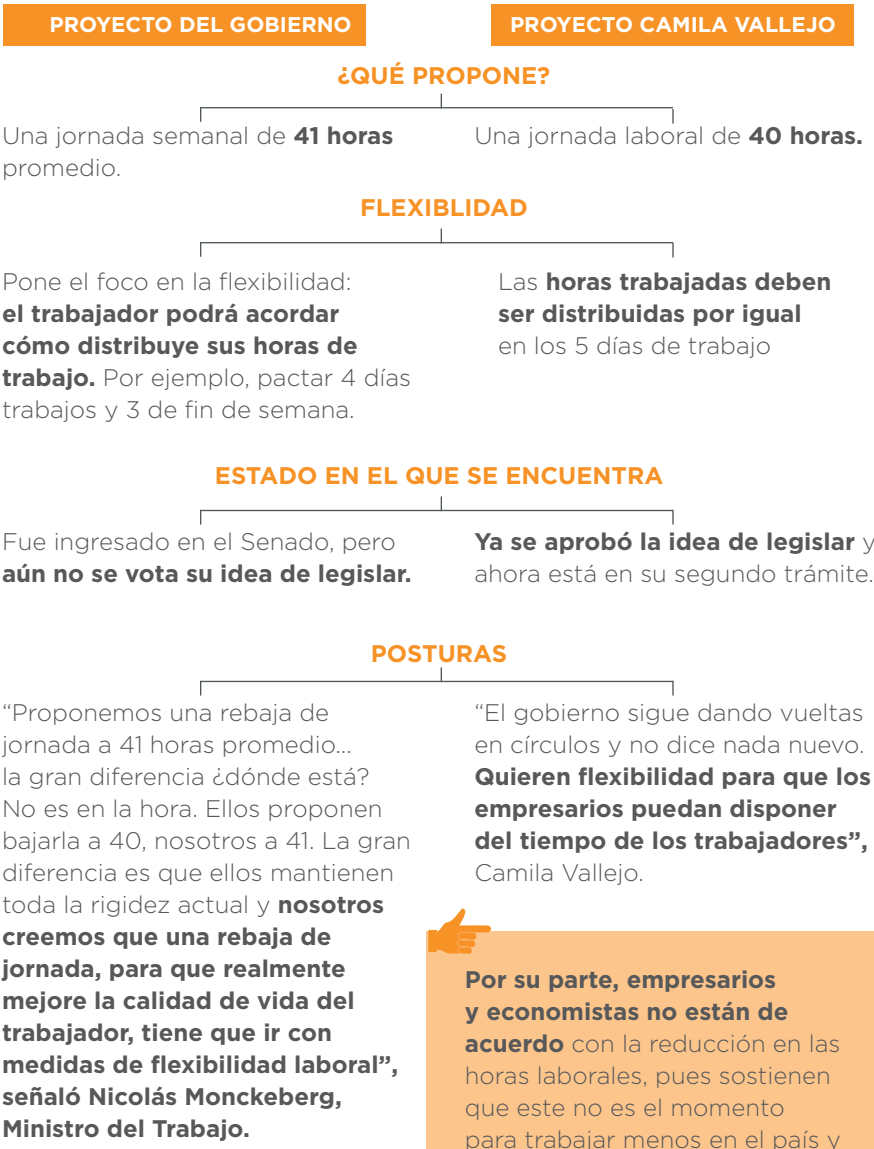 PROYECTO DEL GOBIERNO
PROYECTO CAMILA VALLEJO
¿QUÉ PROPONE?
Una jornada semanal de 41 horas
promedio.
Una jornada laboral de 40 horas.
FLEXIBLIDAD
Pone el foco en la flexibilidad:
el trabajador podrá acordar
cómo distribuye sus horas de
trabajo. Por ejemplo, pactar 4 días
trabajos y 3 de fin de semana.
Las horas trabajadas deben
ser distribuidas por igual
en los 5 días de trabajo
ESTADO EN EL QUE SE ENCUENTRA
Fue ingresado en el Senado, pero
aún no se vota su idea de legislar.
Ya se aprobó la idea de legislar y
ahora está en su segundo trámite.
POSTURAS
“Proponemos una rebaja de
jornada a 41 horas promedio...
la gran diferencia ¿dónde está?
No es en la hora. Ellos proponen
bajarla a 40, nosotros a 41. La gran
diferencia es que ellos mantienen
toda la rigidez actual y nosotros
creemos que una rebaja de
jornada, para que realmente
mejore la calidad de vida del
trabajador, tiene que ir con
medidas de flexibilidad laboral”,
señaló Nicolás Monckeberg,
Ministro del Trabajo.
“El gobierno sigue dando vueltas
en círculos y no dice nada nuevo.
Quieren flexibilidad para que los
empresarios puedan disponer
del tiempo de los trabajadores”,
Camila Vallejo.
Por su parte, empresarios
y economistas no están de
acuerdo con la reducción en las
horas laborales, pues sostienen
que este no es el momento
para trabajar menos en el país y